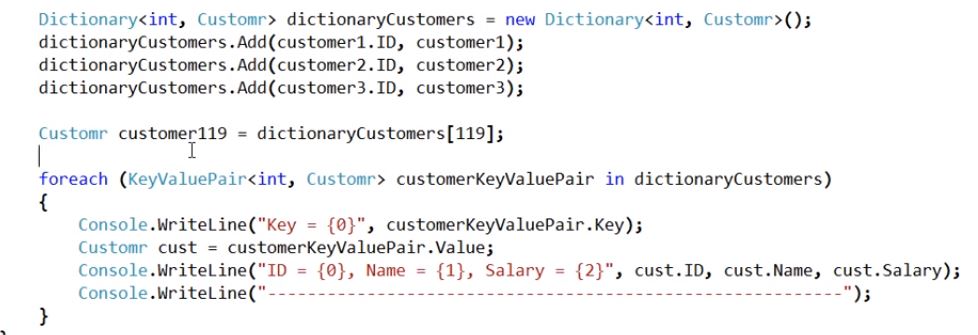 Dictionary<int, Customr> dictionaryCustomers = new Dictionary<int, Customr>();
dictionaryCustomers.Add(customer1.ID, customer1);
dictionaryCustomers.Add(customer2.ID, customer2);
dictionaryCustomers.Add(customer3.ID, customer3);
Customr customer119 = dictionaryCustomers[119];
foreach (KeyValuePair<int, Customr> customerKeyValuePair in dictionaryCustomers)
{
Console.WriteLine("Key = {0}", customerKeyValuePair.Key);
Customr cust = customerKeyValuePair.Value;
Console.WriteLine("ID = {0}, Name = {1}, Salary = {2}", cust.ID, cust.Name, cust.Salary);
Console.WriteLine("----------------------------------------------------------");
}